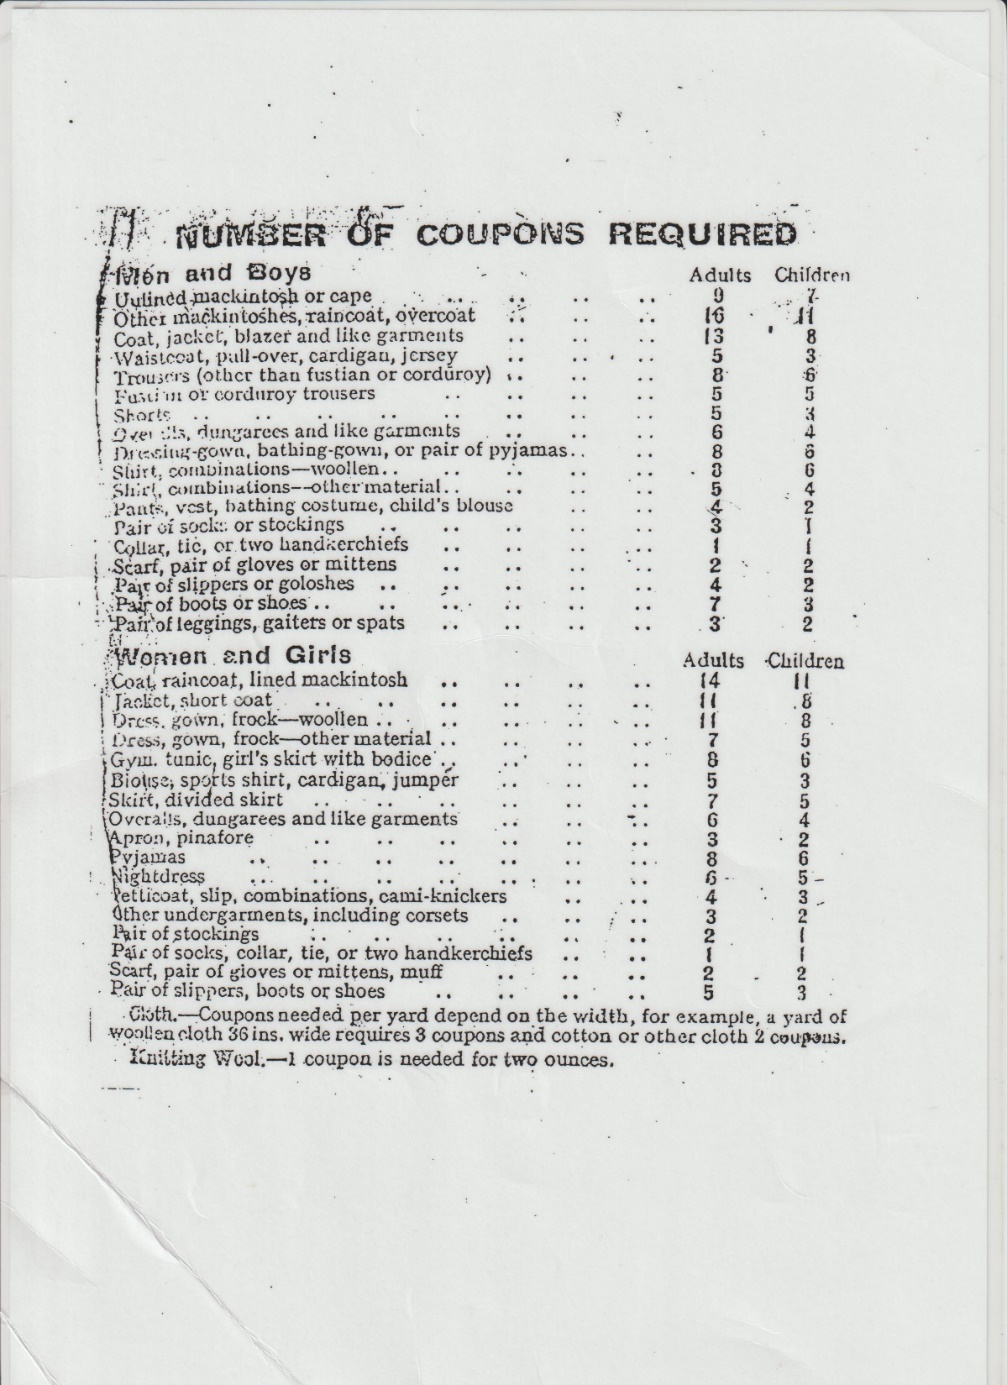 NUMBER OF COUPONS REQUIRED
Men and Boys Adults Children
Unlined mackintosh or cape .. .. .. .. 9 7
Other mackintoshes, raincoat, overcoat .. .. .. 16 11
Coat, jacket, blazer and like garments .. .. .. 13 8
Waistcoat, pull-over, cardigan, jersey .. .. .. 5 3
Trousers (other than fustian or corduroy) .. .. .. 8 6
Fustian or corduroy trousers .. .. .. .. 5 5
Shorts .. .. .. .. .. .. .. .. 5 3
Overalls, dungarees and like garments .. .. .. 6 4
Dressing-gown, bathing-gown, or pair of pyjamas .. .. 8 6
Shirt, combinations—woollen .. .. .. .. .. 8 6
Shirt, combinations—other material .. .. .. .. 5 4
Pants, vest, bathing costume, child's blouse .. .. 4 2
Pair of socks or stockings .. .. .. .. .. 3 1
Collar, tie, or two handkerchiefs .. .. .. .. 1 1
Scarf, pair of gloves or mittens .. .. .. .. 2 2
Pair of slippers or goloshes .. .. .. .. .. 4 2
Pair of boots or shoes .. .. .. .. .. .. 7 3
Pair of leggings, gaiters or spats .. .. .. .. 3 2
Women and Girls Adults Children
Coat, raincoat, lined mackintosh .. .. .. .. 14 11
Jacket, short coat .. .. .. .. .. .. 11 8
Dress, gown, frock—woollen .. .. .. .. .. 11 8
Dress, gown, frock—other material .. .. .. .. 7 5
Gym. tunic, girl's skirt with bodice .. .. .. .. 8 6
Blouse, sports shirt, cardigan, jumper .. .. .. 5 3
Skirt, divided skirt .. .. .. .. .. .. 7 5
Overalls, dungarees and like garments .. .. .. 6 4
Apron, pinafore .. .. .. .. .. .. 3 2
Pyjamas .. .. .. .. .. .. .. 8 6
Nightdress .. .. .. .. .. .. .. 6 5
Petticoat, slip, combinations, cami-knickers .. .. 4 3
Other undergarments, including corsets .. .. .. 3 2
Pair of stockings .. .. .. .. .. .. 2 1
Pair of socks, collar, tie, or two handkerchiefs .. .. 1 1
Scarf, pair of gloves or mittens, muff .. .. .. 2 2
Pair of slippers, boots or shoes .. .. .. .. 5 3
Cloth.—Coupons needed per yard depend on the width, for example, a yard of
woollen cloth 36 ins. wide requires 3 coupons and cotton or other cloth 2 coupons.
Knitting Wool.—1 coupon is needed for two ounces.